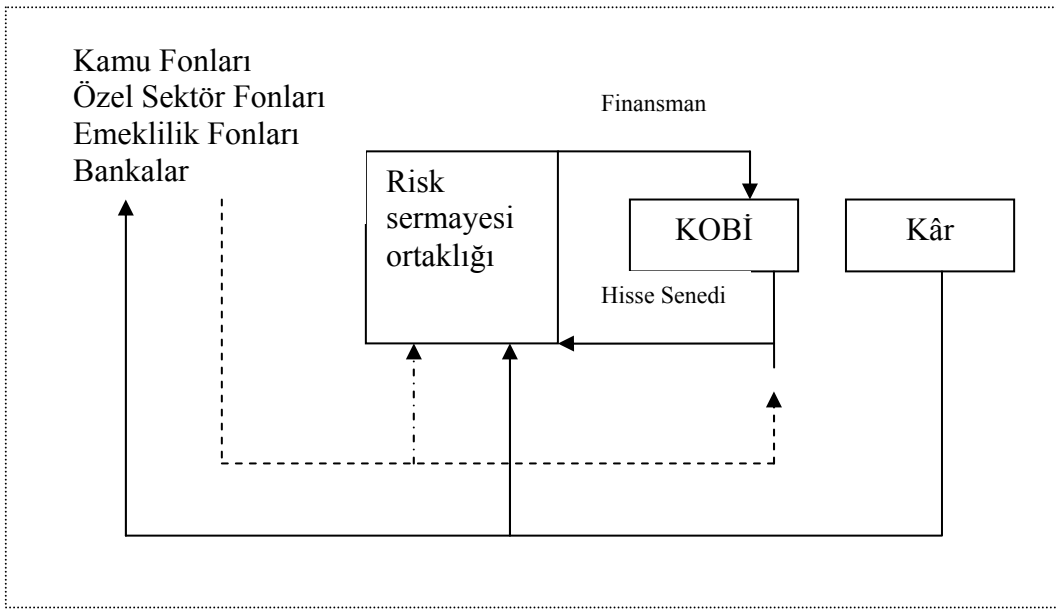 Kamu Fonları
Özel Sektör Fonları
Emeklilik Fonları
Bankalar
Finansman
Risk
sermayesi
ortaklığı
KOBİ
Kâr
Hisse Senedi